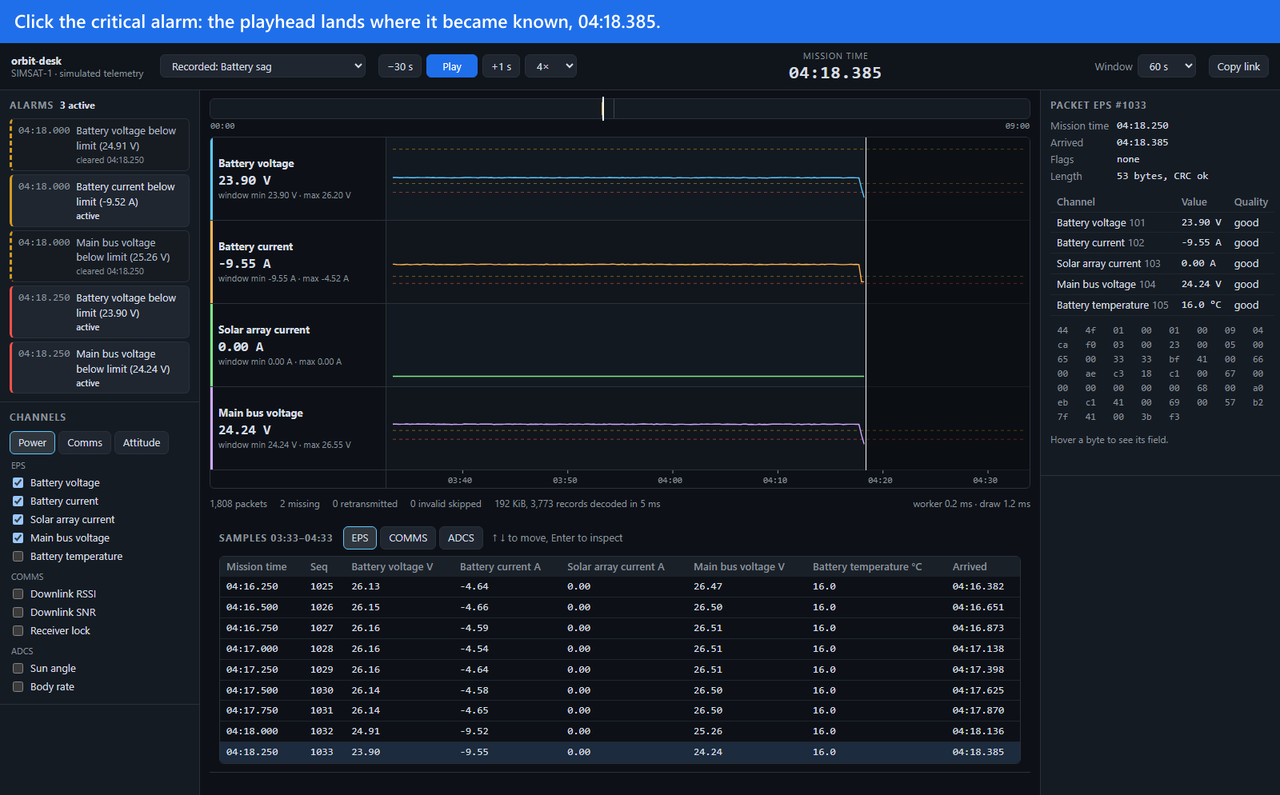 Click the critical alarm: the playhead lands where it became known, 04:18.385.
orbit-desk
SIMSAT-1 · simulated telemetry
Recorded: Battery sag
−30 s
Play
+1 s
4×
MISSION TIME
04:18.385
Window
60 s
Copy link
ALARMS 3 active
04:18.000 Battery voltage below
limit (24.91 V)
cleared 04:18.250
04:18.000 Battery current below
limit (-9.52 A)
active
04:18.000 Main bus voltage
below limit (25.26 V)
cleared 04:18.250
04:18.250 Battery voltage below
limit (23.90 V)
active
04:18.250 Main bus voltage
below limit (24.24 V)
active
CHANNELS
Power Comms Attitude
EPS
Battery voltage
Battery current
Solar array current
Main bus voltage
Battery temperature
COMMS
Downlink RSSI
Downlink SNR
Receiver lock
ADCS
Sun angle
Body rate
00:00 09:00
Battery voltage
23.90 V
window min 23.90 V · max 26.20 V
Battery current
-9.55 A
window min -9.55 A · max -4.52 A
Solar array current
0.00 A
window min 0.00 A · max 0.00 A
Main bus voltage
24.24 V
window min 24.24 V · max 26.55 V
03:40 03:50 04:00 04:10 04:20 04:30
1,808 packets 2 missing 0 retransmitted 0 invalid skipped 192 KiB, 3,773 records decoded in 5 ms worker 0.2 ms · draw 1.2 ms
SAMPLES 03:33–04:33 EPS COMMS ADCS ↑ ↓ to move, Enter to inspect
Mission time Seq Battery voltage V Battery current A Solar array current A Main bus voltage V Battery temperature °C Arrived
04:16.250 1025 26.13 -4.64 0.00 26.47 16.0 04:16.382
04:16.500 1026 26.15 -4.66 0.00 26.50 16.0 04:16.651
04:16.750 1027 26.16 -4.59 0.00 26.51 16.0 04:16.873
04:17.000 1028 26.16 -4.54 0.00 26.51 16.0 04:17.138
04:17.250 1029 26.16 -4.64 0.00 26.51 16.0 04:17.398
04:17.500 1030 26.14 -4.58 0.00 26.50 16.0 04:17.625
04:17.750 1031 26.14 -4.65 0.00 26.50 16.0 04:17.870
04:18.000 1032 24.91 -9.52 0.00 25.26 16.0 04:18.136
04:18.250 1033 23.90 -9.55 0.00 24.24 16.0 04:18.385
PACKET EPS #1033
Mission time 04:18.250
Arrived 04:18.385
Flags none
Length 53 bytes, CRC ok
Channel Value Quality
Battery voltage 101 23.90 V good
Battery current 102 -9.55 A good
Solar array current 103 0.00 A good
Main bus voltage 104 24.24 V good
Battery temperature 105 16.0 °C good
44 4f 01 00 01 00 09 04
ca f0 03 00 23 00 05 00
65 00 33 33 bf 41 00 66
00 ae c3 18 c1 00 67 00
00 00 00 00 00 68 00 a0
eb c1 41 00 69 00 57 b2
7f 41 00 3b f3
Hover a byte to see its field.